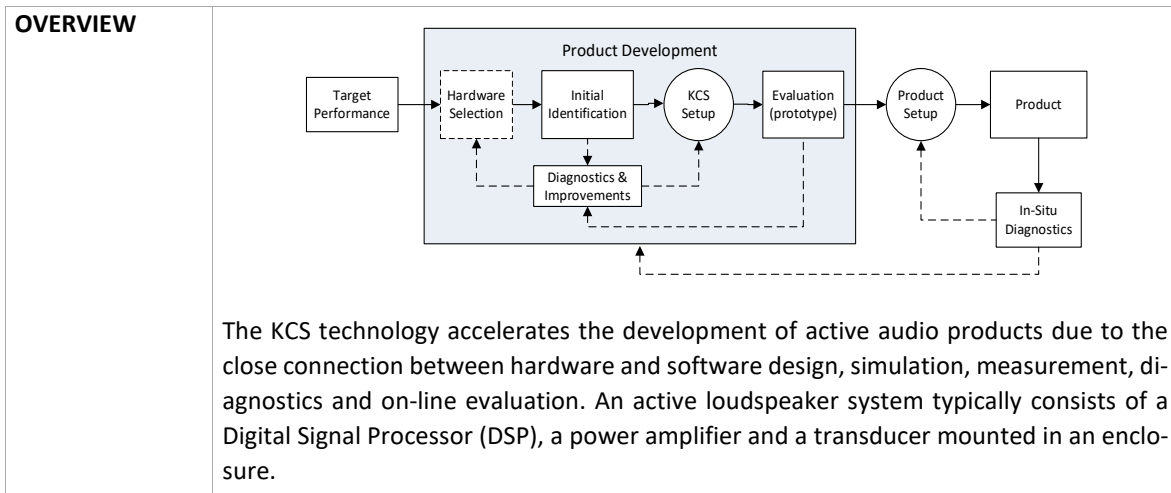 OVERVIEW
Product Development
Target
Performance
Hardware
Selection
Initial
Identification
KCS
Setup
Evaluation
(prototype)
Product
Setup
Product
Diagnostics &
Improvements
In-Situ
Diagnostics
The KCS technology accelerates the development of active audio products due to the
close connection between hardware and software design, simulation, measurement, di-
agnostics and on-line evaluation. An active loudspeaker system typically consists of a
Digital Signal Processor (DSP), a power amplifier and a transducer mounted in an enclo-
sure.